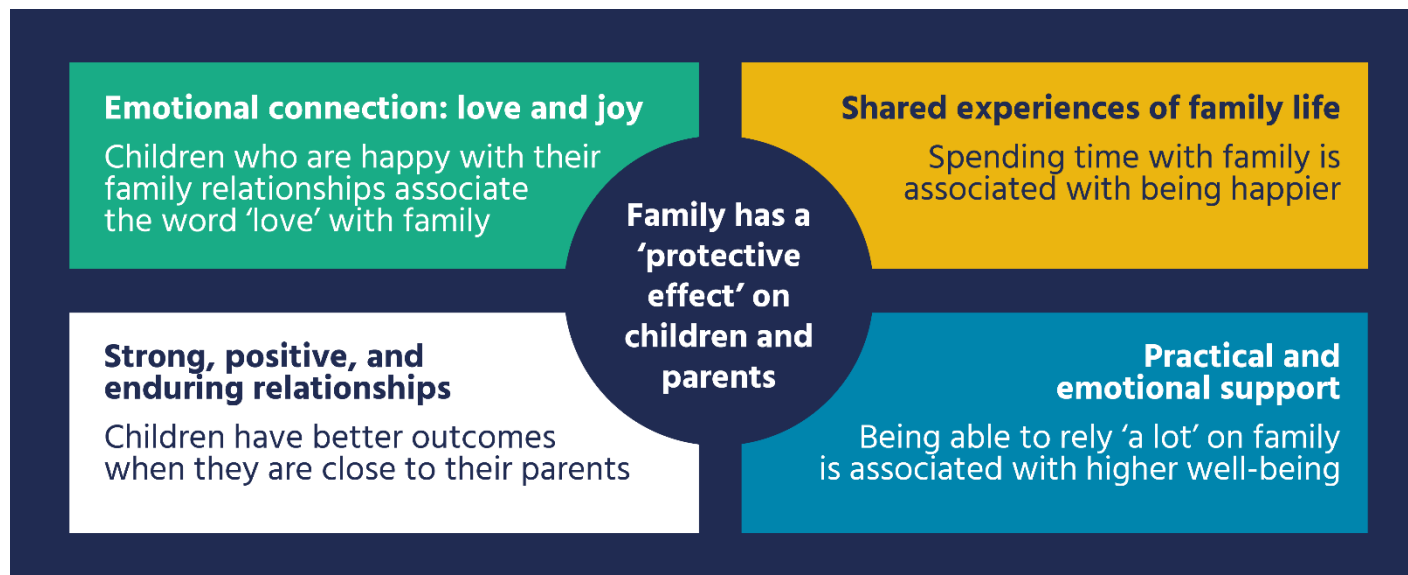 Emotional connection: love and joy
Children who are happy with their
family relationships associate
the word ‘love’ with family
Shared experiences of family life
Spending time with family is
associated with being happier
Family has a
‘protective
effect’ on
children and
parents
Strong, positive, and
enduring relationships
Children have better outcomes
when they are close to their parents
Practical and
emotional support
Being able to rely ‘a lot’ on family
is associated with higher well-being